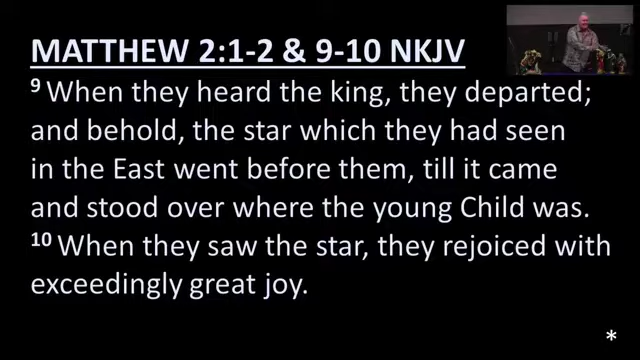 MATTHEW 2:1-2 & 9-10 NKJV
9 When they heard the king, they departed;
and behold, the star which they had seen
in the East went before them, till it came
and stood over where the young Child was.
10 When they saw the star, they rejoiced with
exceedingly great joy.
*